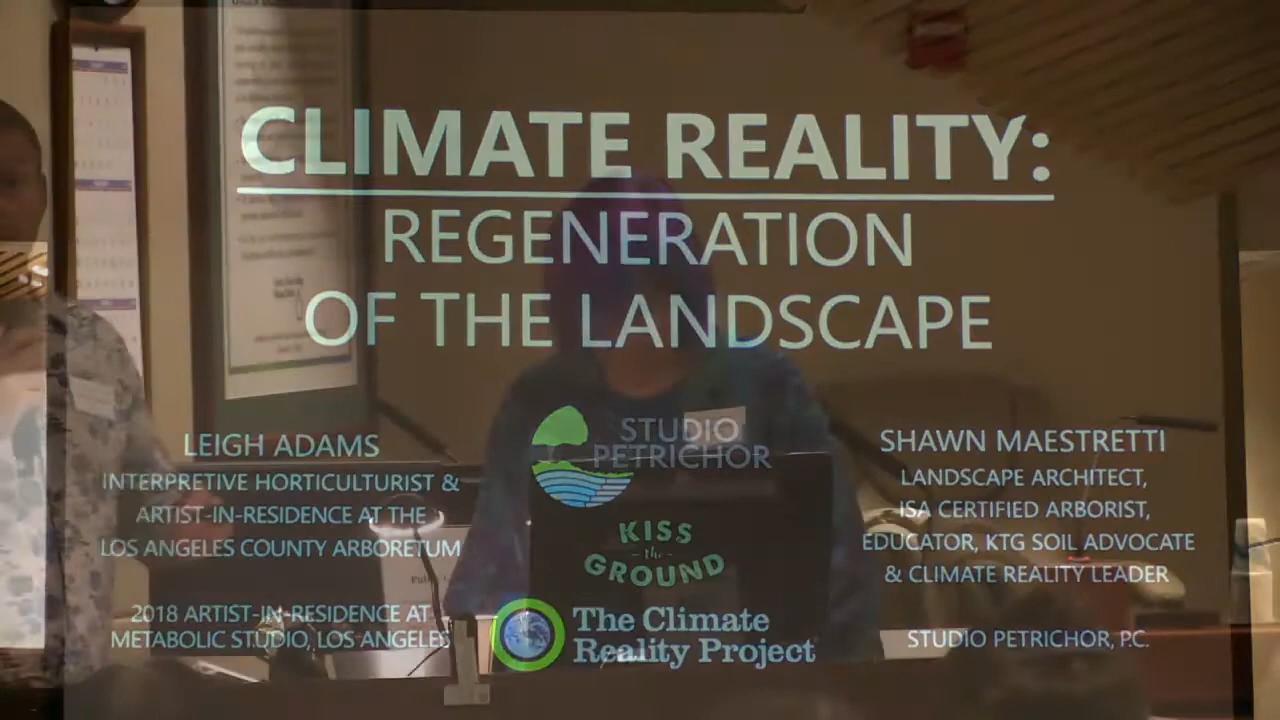 CLIMATE REALITY:
REGENERATION
OF THE LANDSCAPE
LEIGH ADAMS
INTERPRETIVE HORTICULTURIST &
ARTIST-IN-RESIDENCE AT THE
LOS ANGELES COUNTY ARBORETUM
2018 ARTIST-IN-RESIDENCE AT
METABOLIC STUDIO, LOS ANGELES
STUDIO
PETRICHOR
KISS
the
GROUND
The Climate
Reality Project
SHAWN MAESTRETTI
LANDSCAPE ARCHITECT,
ISA CERTIFIED ARBORIST,
EDUCATOR, KTG SOIL ADVOCATE
& CLIMATE REALITY LEADER
STUDIO PETRICHOR, P.C.